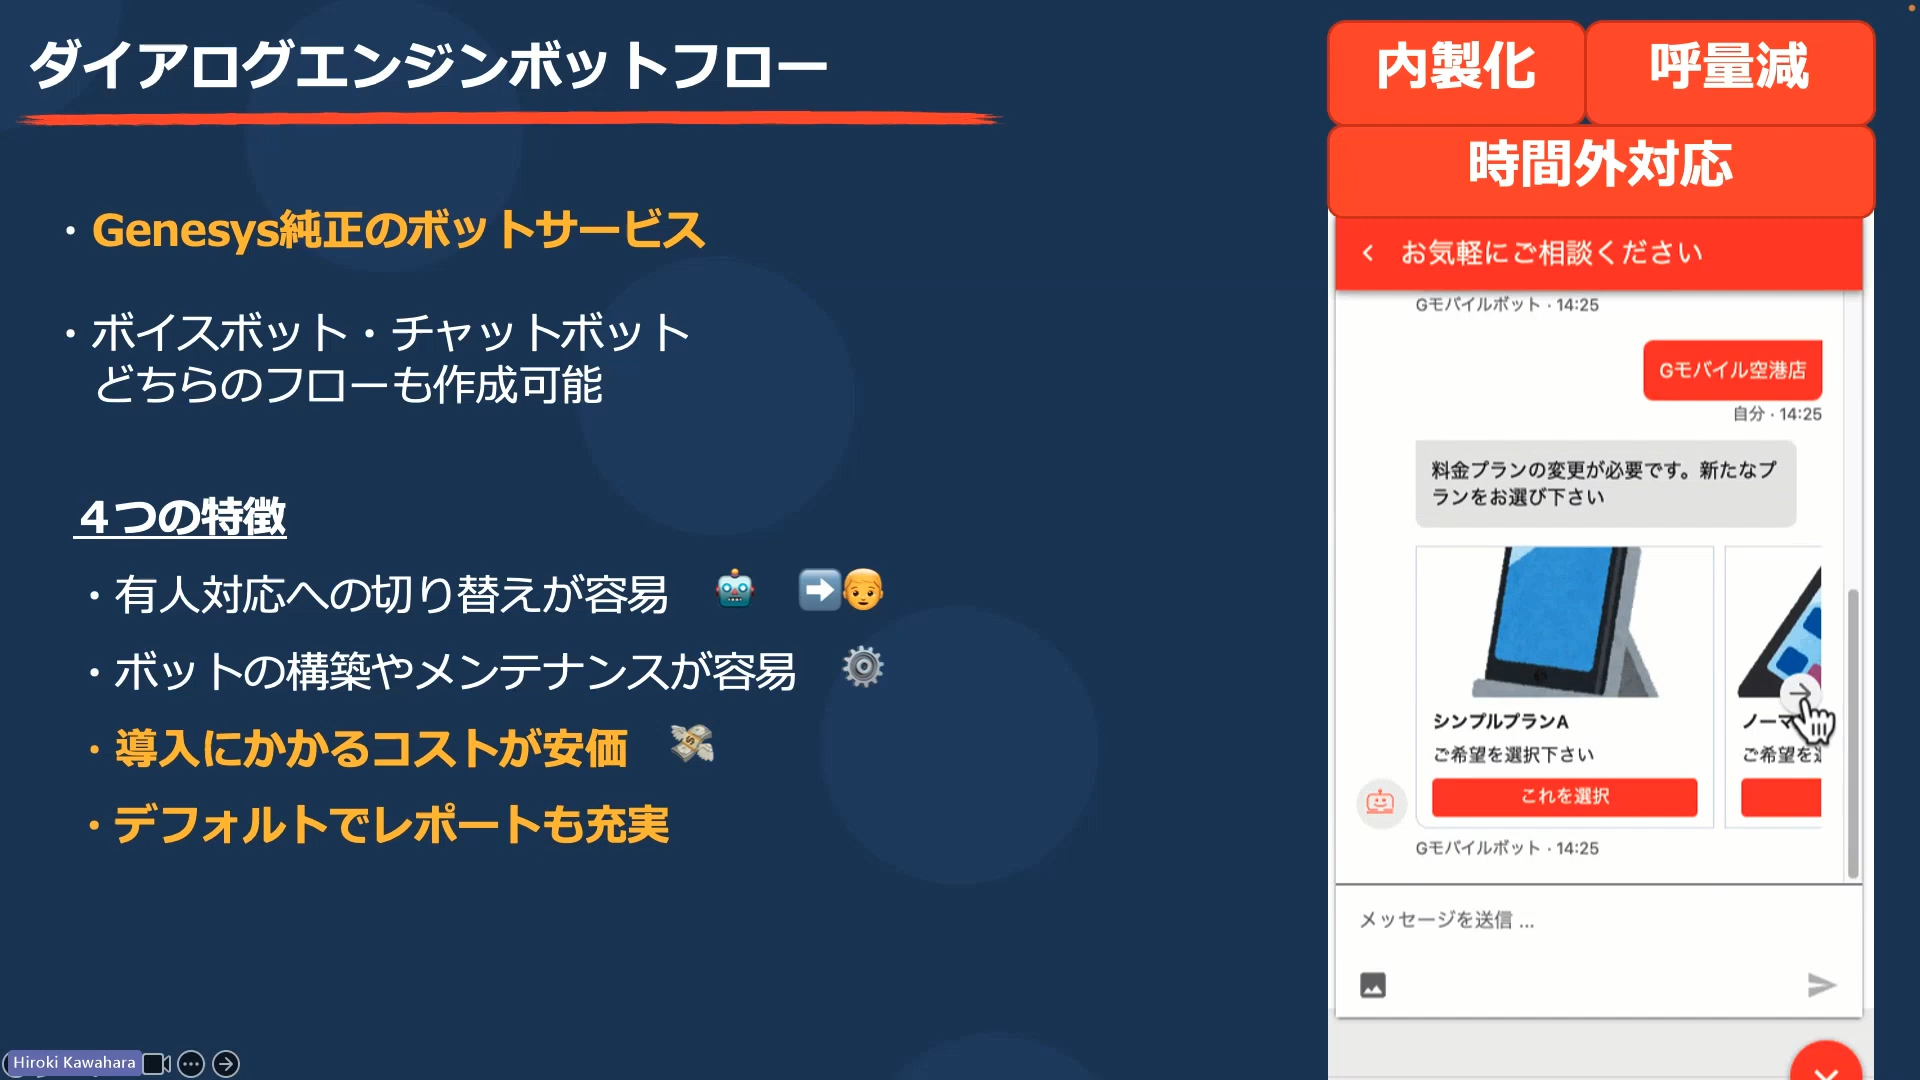 ダイアログエンジンボットフロー
・Genesys純正のボットサービス
・ボイスボット・チャットボット
どちらのフローも作成可能
４つの特徴
・有人対応への切り替えが容易
・ボットの構築やメンテナンスが容易
・導入にかかるコストが安価
・デフォルトでレポートも充実
内製化
呼量減
時間外対応
お気軽にご相談ください
Gモバイルボット · 14:25
Gモバイル空港店
自分 · 14:25
料金プランの変更が必要です。新たなプ
ランをお選び下さい
シンプルプランA
ご希望を選択下さい
これを選択
ノーマ
ご希望を
Gモバイルボット · 14:25
メッセージを送信 ...
Hiroki Kawahara